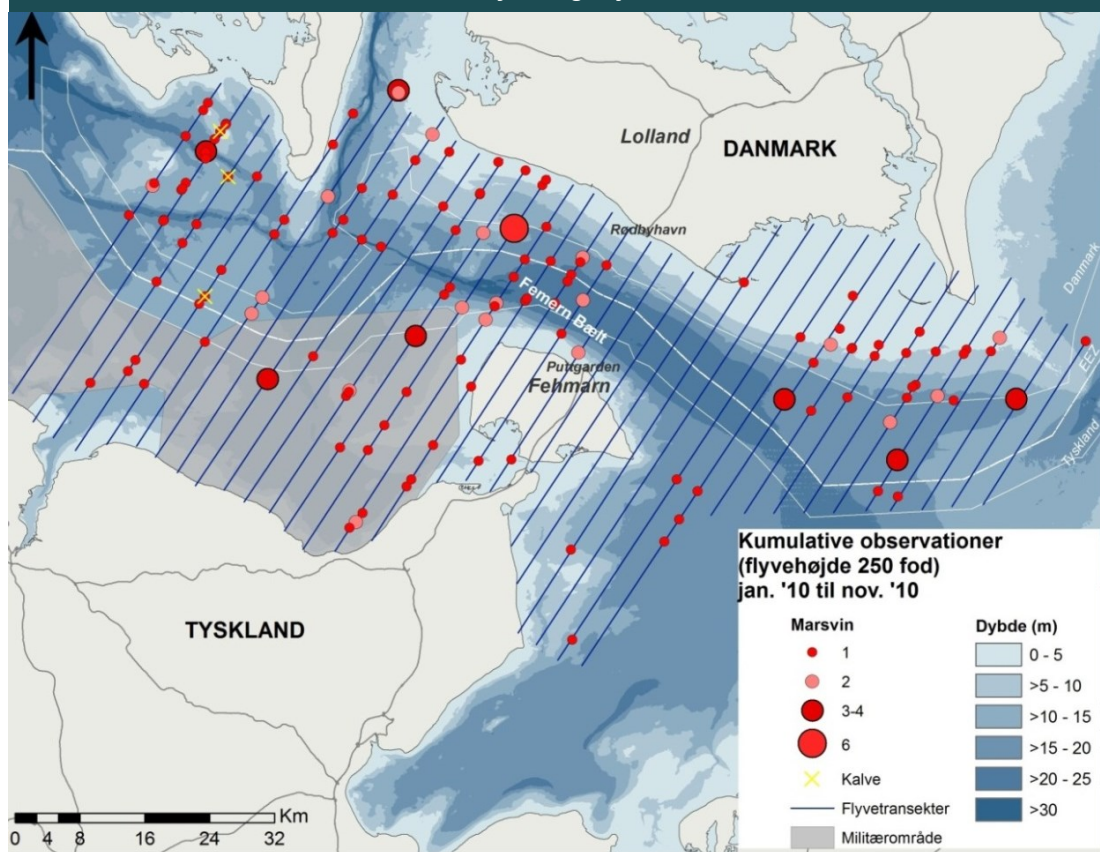 Lolland
DANMARK
Rødbyhavn
Danmark
Femern Bælt
EEZ
Puttgarden
Fehmarn
Tyskland
TYSKLAND
Kumulative observationer
(flyvehøjde 250 fod)
jan. '10 til nov. '10
Marsvin
1
2
3-4
6
Kalve
Flyvetransekter
Militærområde
Dybde (m)
0 - 5
>5 - 10
>10 - 15
>15 - 20
>20 - 25
>30
Km
0 4 8 16 24 32